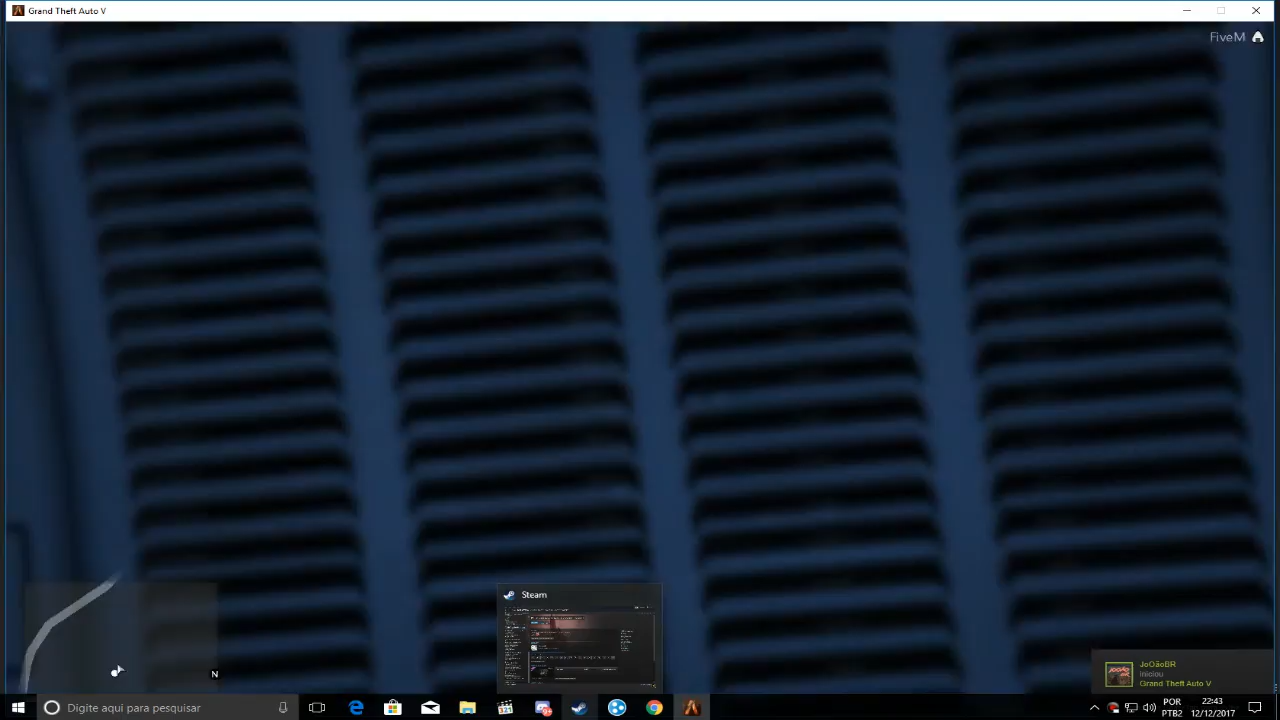 Grand Theft Auto V
FiveM
N
Steam
JoOãoBR
iniciou
Grand Theft Auto V
Digite aqui para pesquisar
POR
PTB2
22:43
12/12/2017